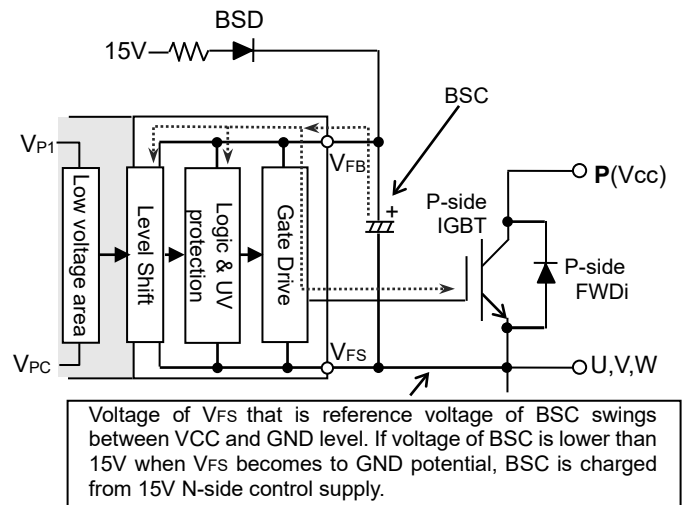 BSD
15V
BSC
VP1
VFB
P(Vcc)
+
P-side
IGBT
Low voltage area
Level Shift
Logic & UV
protection
Gate Drive
P-side
FWDi
VPC
VFS
U,V,W
Voltage of VFS that is reference voltage of BSC swings
between VCC and GND level. If voltage of BSC is lower than
15V when VFS becomes to GND potential, BSC is charged
from 15V N-side control supply.